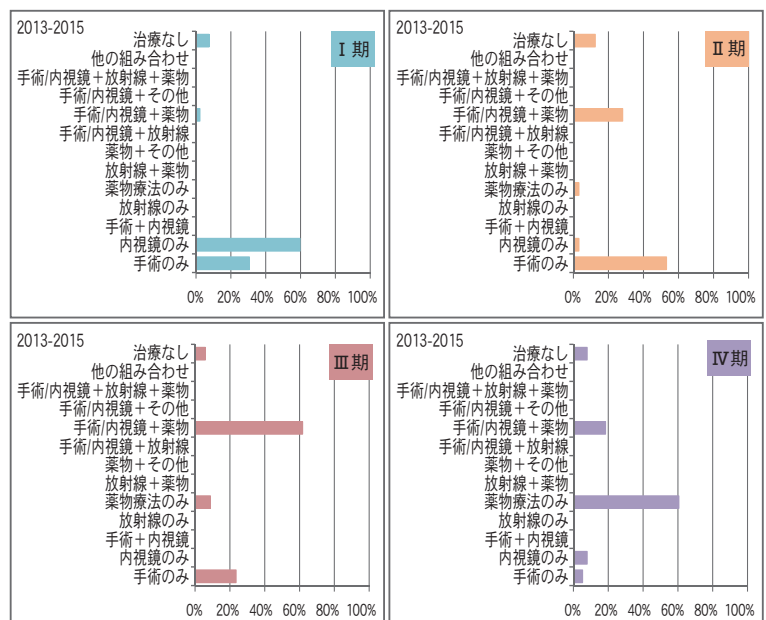 2013-2015
Ⅰ期
治療なし
他の組み合わせ
手術/内視鏡+放射線+薬物
手術/内視鏡+その他
手術/内視鏡+薬物
手術/内視鏡+放射線
薬物+その他
放射線+薬物
薬物療法のみ
放射線のみ
手術+内視鏡
内視鏡のみ
手術のみ
0% 20% 40% 60% 80% 100%
2013-2015
Ⅱ期
治療なし
他の組み合わせ
手術/内視鏡+放射線+薬物
手術/内視鏡+その他
手術/内視鏡+薬物
手術/内視鏡+放射線
薬物+その他
放射線+薬物
薬物療法のみ
放射線のみ
手術+内視鏡
内視鏡のみ
手術のみ
0% 20% 40% 60% 80% 100%
2013-2015
Ⅲ期
治療なし
他の組み合わせ
手術/内視鏡+放射線+薬物
手術/内視鏡+その他
手術/内視鏡+薬物
手術/内視鏡+放射線
薬物+その他
放射線+薬物
薬物療法のみ
放射線のみ
手術+内視鏡
内視鏡のみ
手術のみ
0% 20% 40% 60% 80% 100%
2013-2015
Ⅳ期
治療なし
他の組み合わせ
手術/内視鏡+放射線+薬物
手術/内視鏡+その他
手術/内視鏡+薬物
手術/内視鏡+放射線
薬物+その他
放射線+薬物
薬物療法のみ
放射線のみ
手術+内視鏡
内視鏡のみ
手術のみ
0% 20% 40% 60% 80% 100%